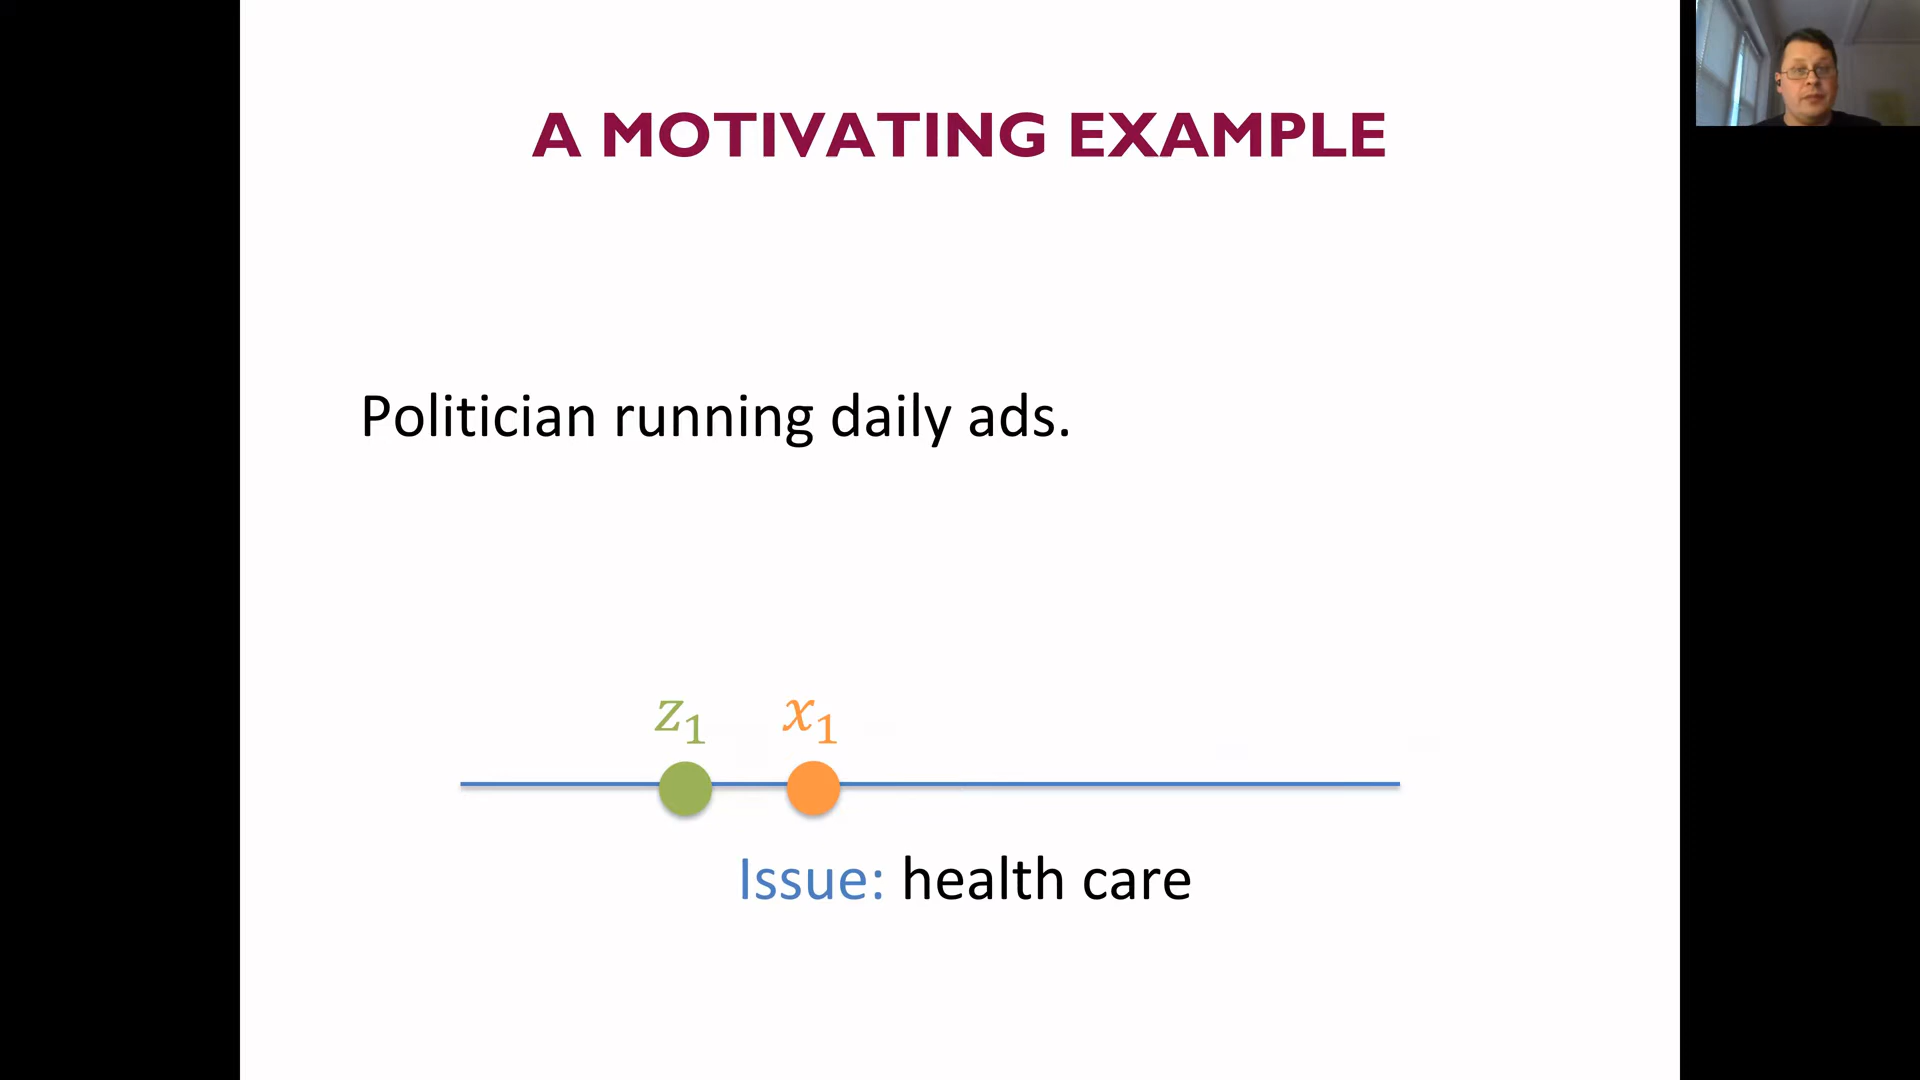 A MOTIVATING EXAMPLE
Politician running daily ads.
z₁ x₁
Issue: health care